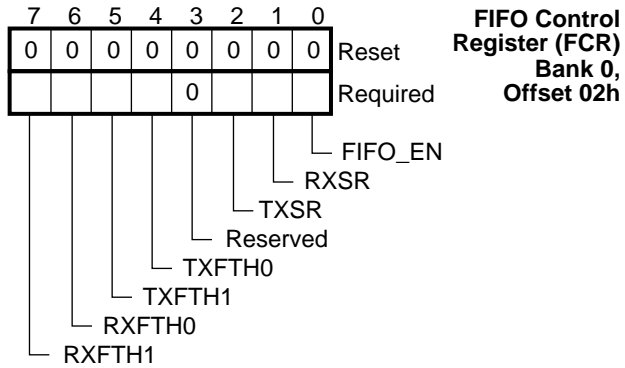 7 6 5 4 3 2 1 0
FIFO Control
Register (FCR)
Bank 0,
Offset 02h
0 0 0 0 0 0 0 0 Reset
0 Required
FIFO_EN
RXSR
TXSR
Reserved
TXFTH0
TXFTH1
RXFTH0
RXFTH1